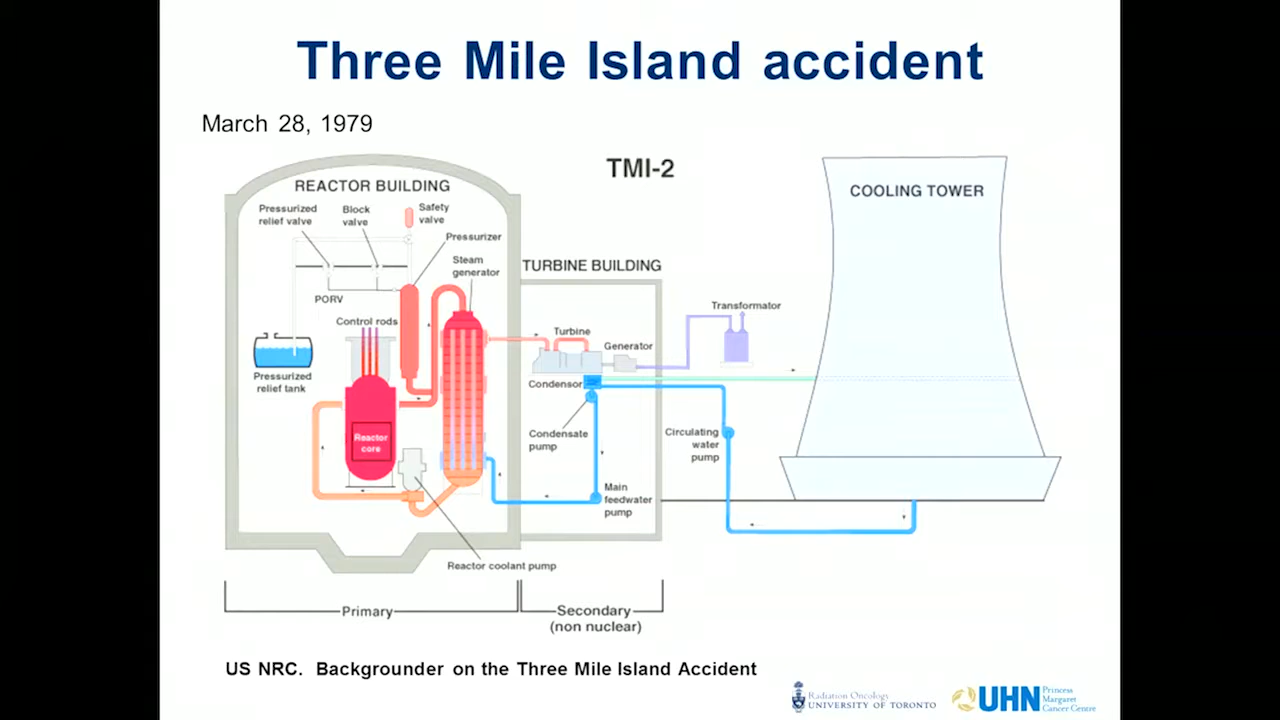 Three Mile Island accident
March 28, 1979
TMI-2
REACTOR BUILDING
COOLING TOWER
Pressurized
relief valve
Block
valve
Safety
valve
Pressurizer
Steam
generator
TURBINE BUILDING
PORV
Control rods
Transformator
Turbine
Generator
Pressurized
relief tank
Condensor
Reactor
core
Condensate
pump
Circulating
water
pump
Main
feedwater
pump
Reactor coolant pump
Primary
Secondary
(non nuclear)
US NRC. Backgrounder on the Three Mile Island Accident
Radiation Oncology
UNIVERSITY OF TORONTO
UHN
Princess
Margaret
Cancer Centre